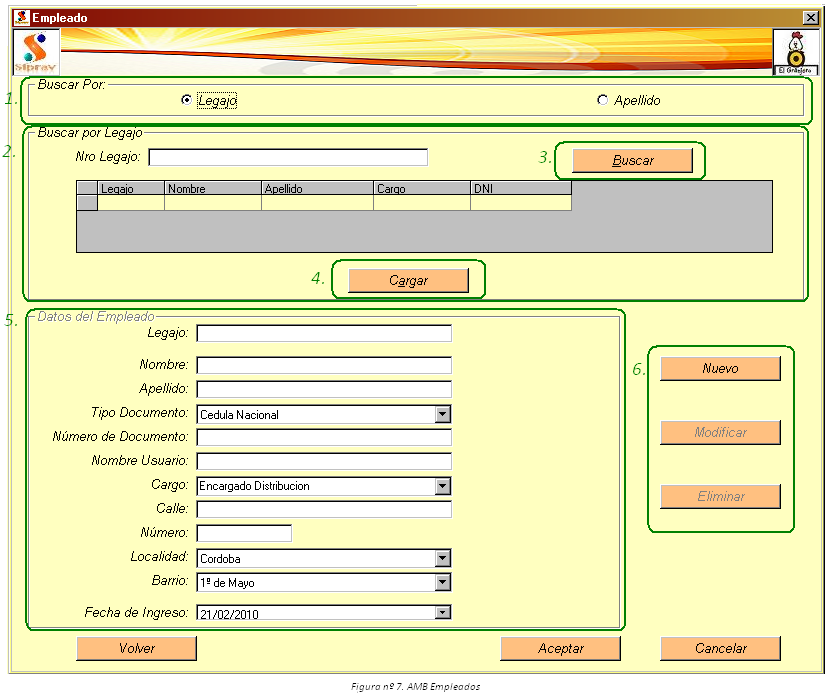 Empleado
Sipray
El Grãnjero
1.
Buscar Por:
Legajo
Apellido
2.
Buscar por Legajo
Nro Legajo:
3.
Buscar
Legajo Nombre Apellido Cargo DNI
4.
Cargar
5.
Datos del Empleado
Legajo:
Nombre:
Apellido:
Tipo Documento: Cedula Nacional
Número de Documento:
Nombre Usuario:
Cargo: Encargado Distribucion
Calle:
Número:
Localidad: Cordoba
Barrio: 1º de Mayo
Fecha de Ingreso: 21/02/2010
6.
Nuevo
Modificar
Eliminar
Volver
Aceptar
Cancelar
Figura nº 7. AMB Empleados